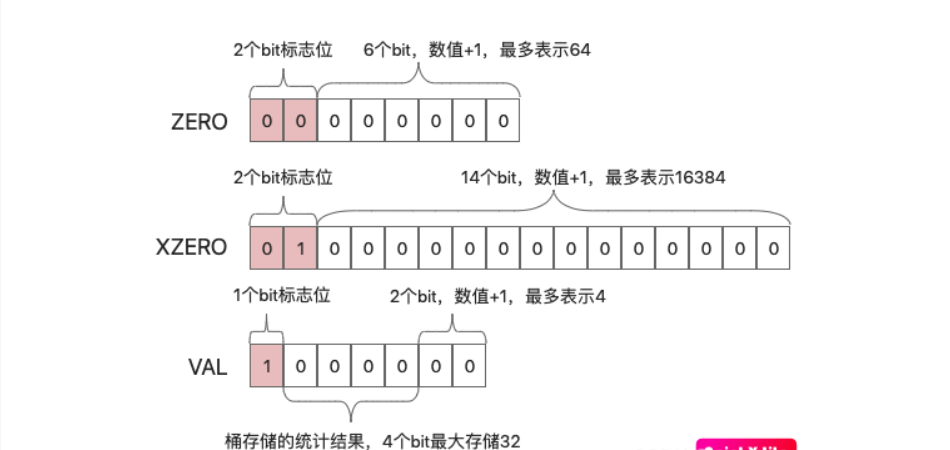 2个bit标志位 6个bit，数值+1，最多表示64
ZERO 0 0 0 0 0 0 0 0
2个bit标志位 14个bit，数值+1，最多表示16384
XZERO 0 1 0 0 0 0 0 0 0 0 0 0 0 0 0 0
1个bit标志位 2个bit，数值+1，最多表示4
VAL 1 0 0 0 0 0 0
桶存储的统计结果，4个bit最大存储32